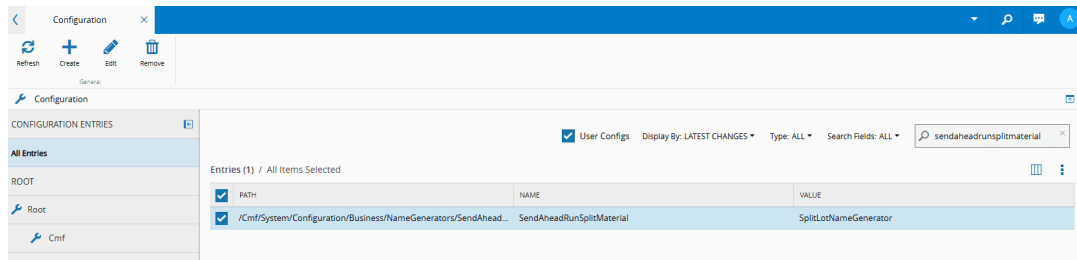 Configuration
A
Refresh Create Edit Remove
General
Configuration
CONFIGURATION ENTRIES
User Configs Display By: LATEST CHANGES Type: ALL Search Fields: ALL sendaheadrunsplitmaterial
All Entries
Entries (1) / All Items Selected
ROOT
PATH NAME VALUE
Root
/Cmf/System/Configuration/Business/NameGenerators/SendAhead... SendAheadRunSplitMaterial SplitLotNameGenerator
Cmf